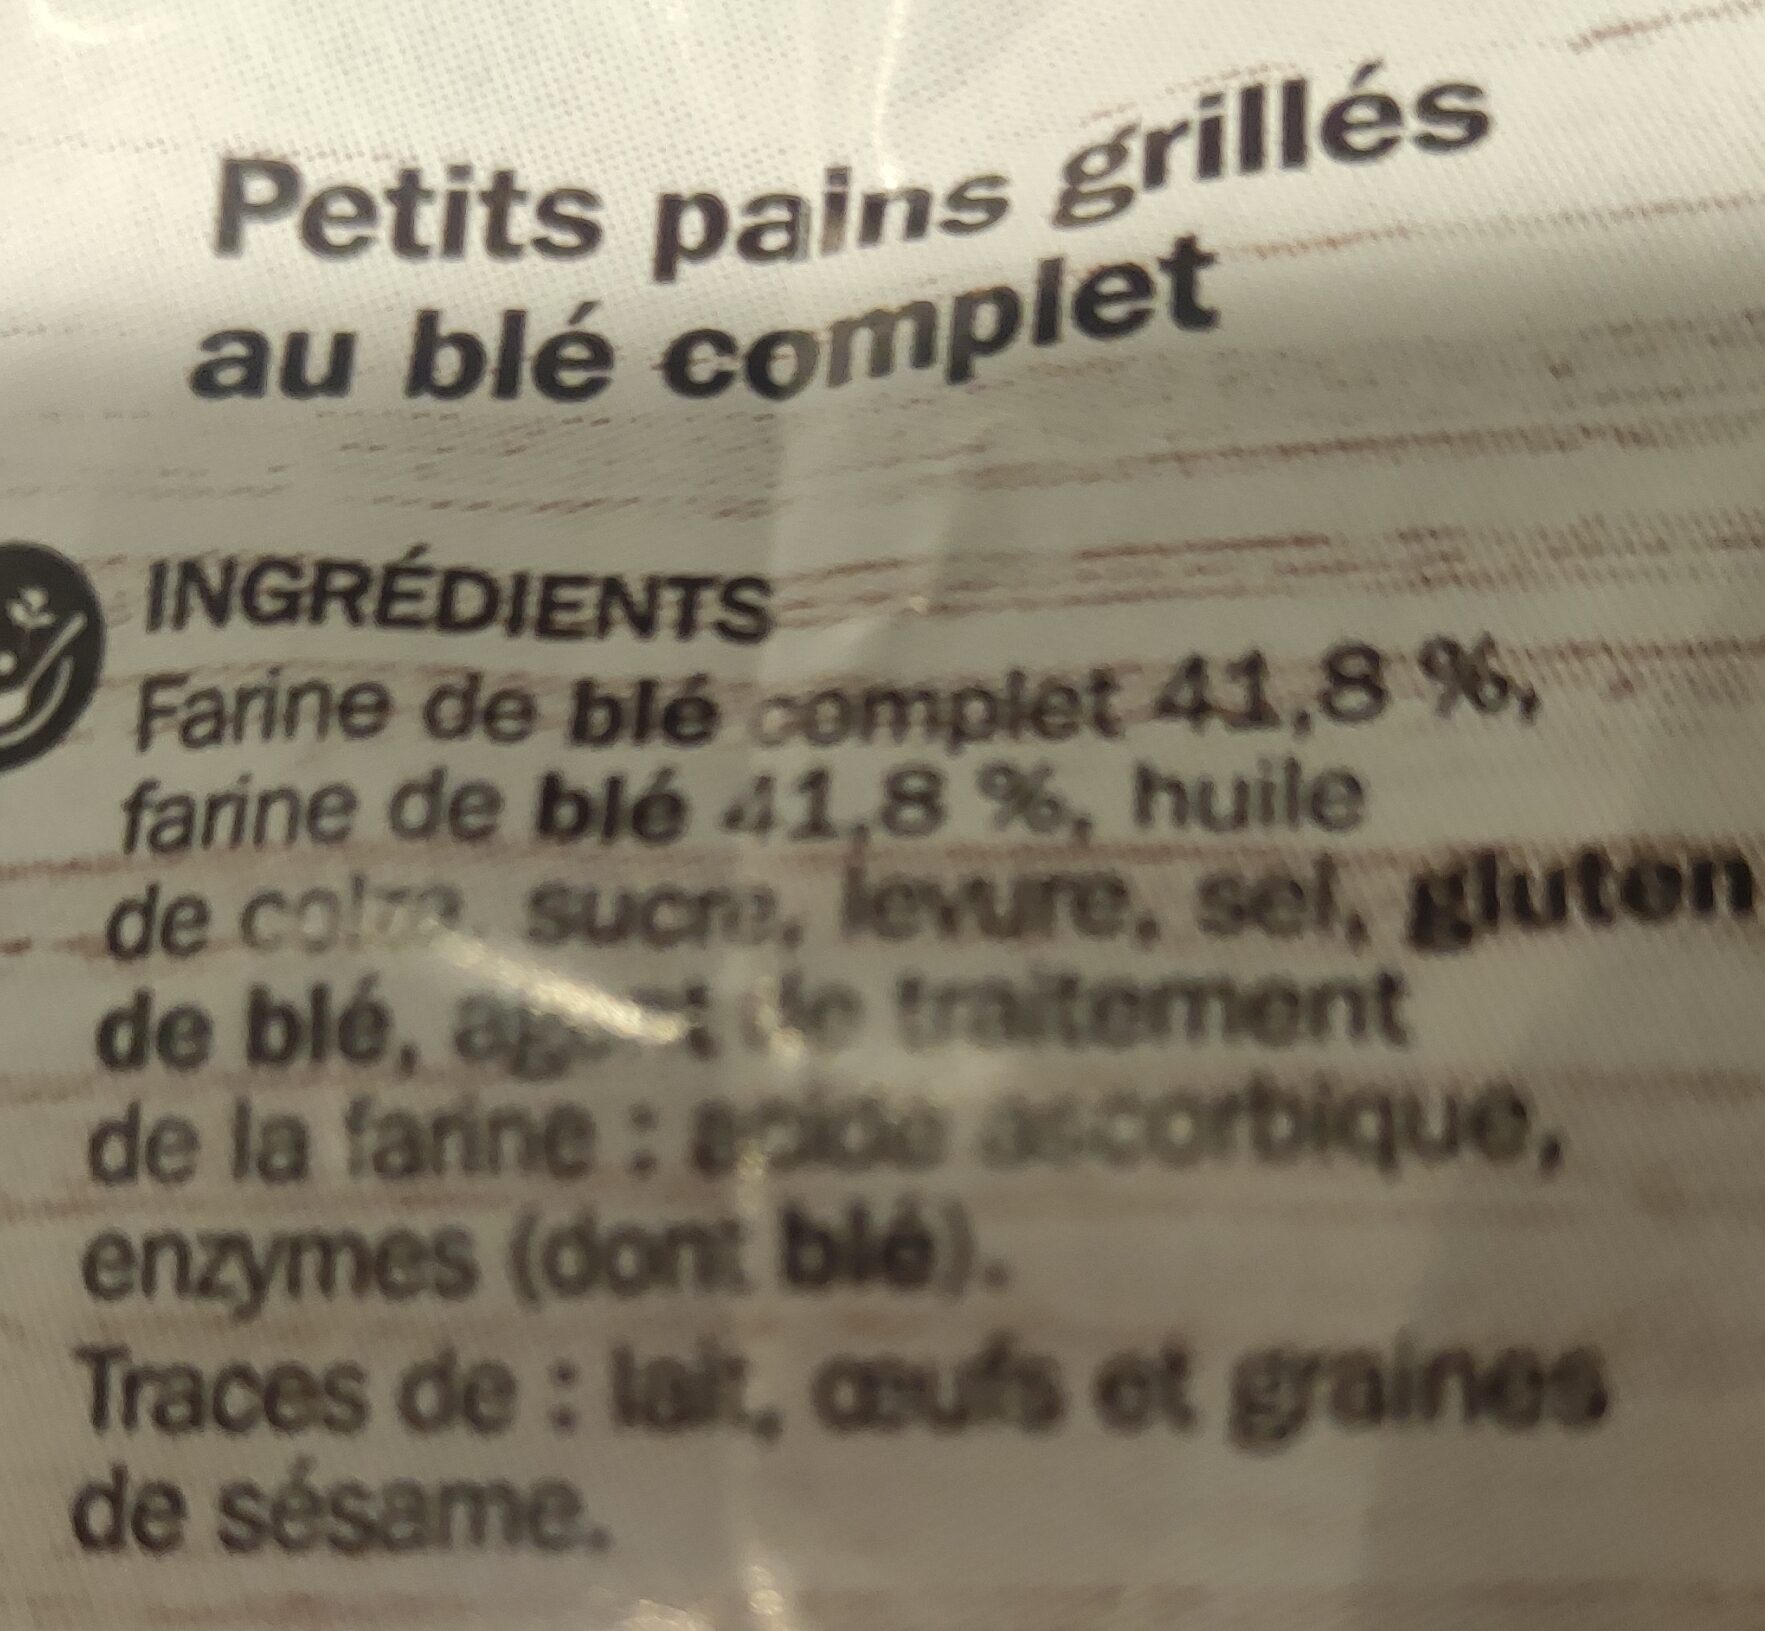 Petits pains grillés
au blé complet
INGRÉDIENTS
Farine de blé complet 41,8 %,
farine de blé 41,8 %, huile
de colza, sucre, levure, sel, gluten
de blé, agent de traitement
de la farine : acide ascorbique,
enzymes (dont blé).
Traces de : lait, œufs et graines
de sésame.